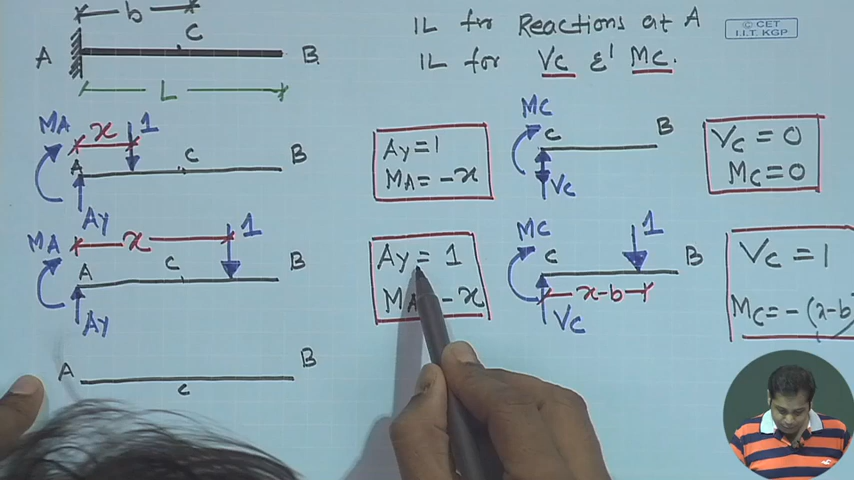 b
C
A
B
L
IL for Reactions at A
IL for VC & MC.
© CET
I.I.T. KGP
MA
x
1
A
C
B
Ay
Ay = 1
MA = -x
MC
C
B
VC
VC = 0
MC = 0
MA
x
1
A
C
B
Ay
Ay = 1
MA -x
MC
1
C
B
x-b
VC
VC = 1
MC = -(x-b
A
B
C